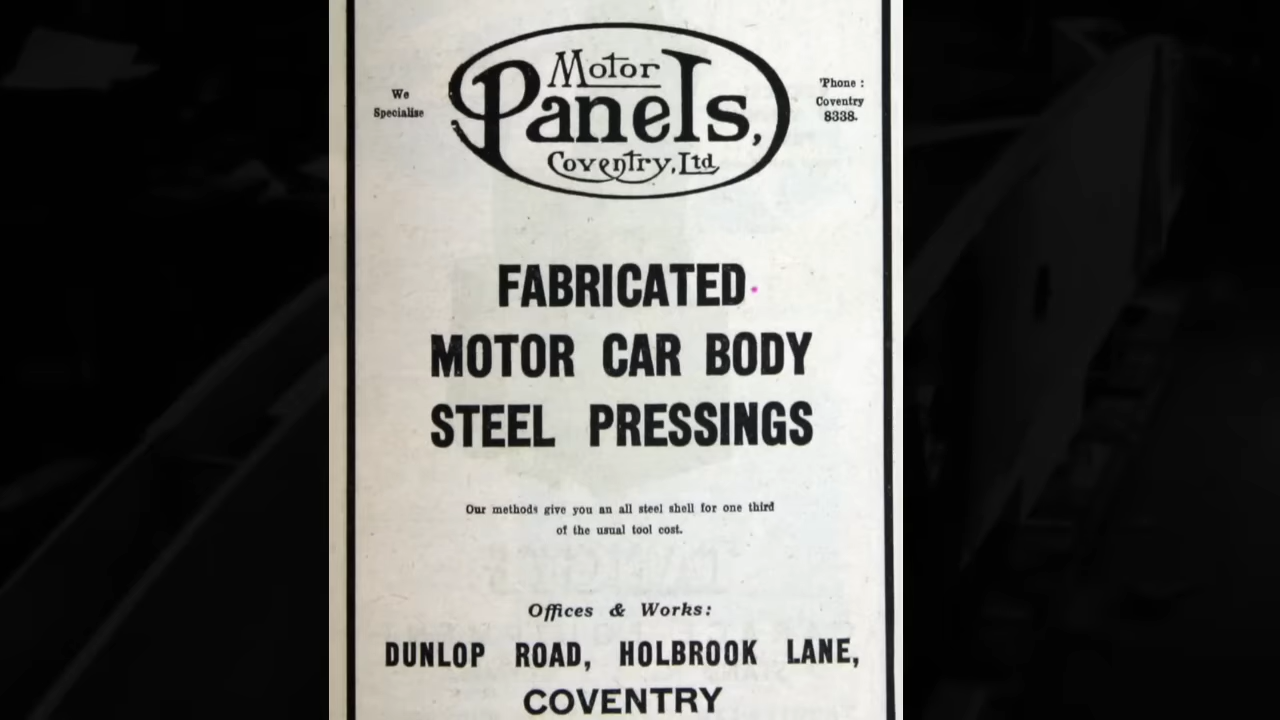 We
Specialise
Motor
Panels,
Coventry, Ltd
'Phone :
Coventry
8338.
FABRICATED
MOTOR CAR BODY
STEEL PRESSINGS
Our methods give you an all steel shell for one third
of the usual tool cost.
Offices & Works:
DUNLOP ROAD, HOLBROOK LANE,
COVENTRY